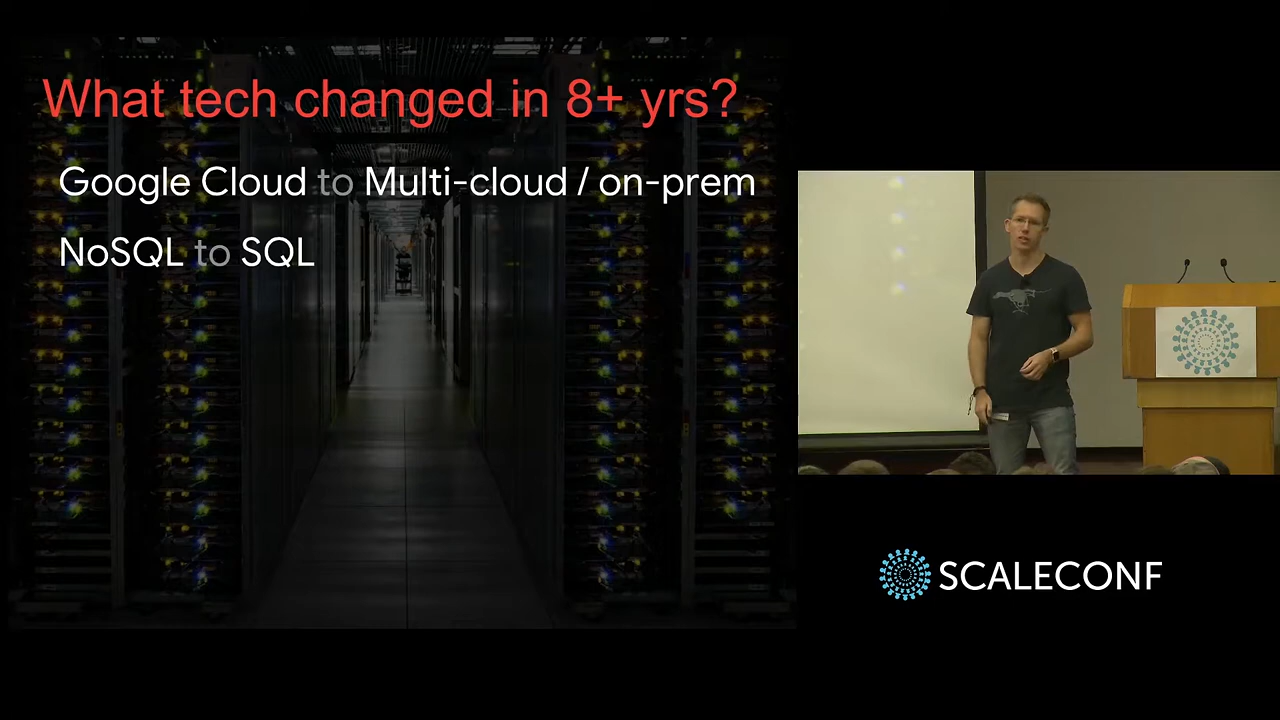 What tech changed in 8+ yrs?
Google Cloud to Multi-cloud / on-prem
NoSQL to SQL
SCALECONF